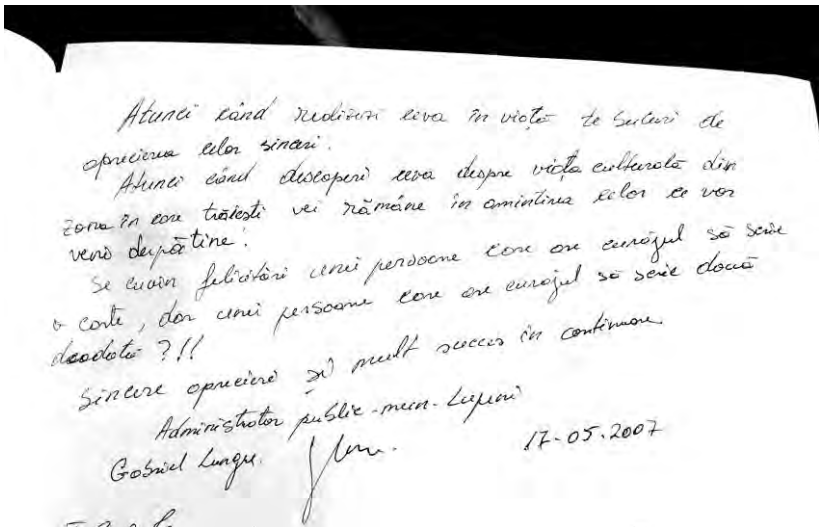 Atunci când realizezi ceva în viață te bucuri de
aprecierea celor sinceri.
Atunci când descoperi ceva despre viața culturală din
zona în care trăiești vei rămâne în amintirea celor ce vor
veni după tine!
Se cuvin felicitări unei persoane care are curajul să scrie
o carte, dar unei persoane care are curajul să scrie două
deodată?!!
Sincere aprecieri și mult succes în continuare
Administrator public-mun-Lupeni
Gabriel Lungu. 17-05.2007